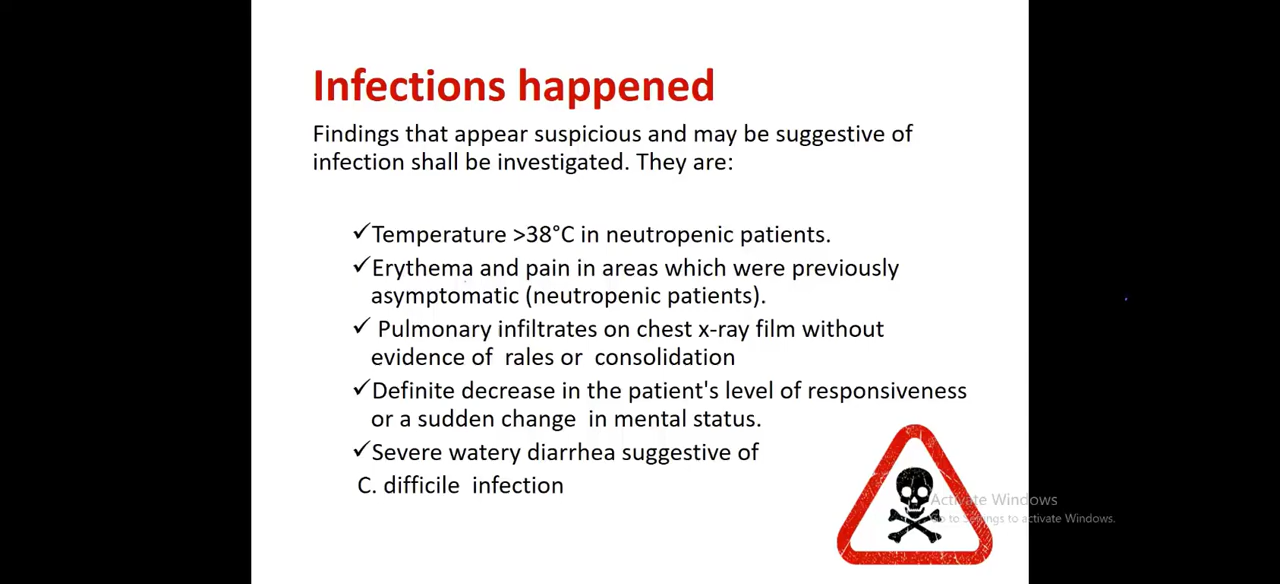 Infections happened
Findings that appear suspicious and may be suggestive of
infection shall be investigated. They are:
✓Temperature >38°C in neutropenic patients.
✓Erythema and pain in areas which were previously
asymptomatic (neutropenic patients).
✓ Pulmonary infiltrates on chest x-ray film without
evidence of rales or consolidation
✓Definite decrease in the patient's level of responsiveness
or a sudden change in mental status.
✓Severe watery diarrhea suggestive of
C. difficile infection
Activate Windows
Go to Settings to activate Windows.